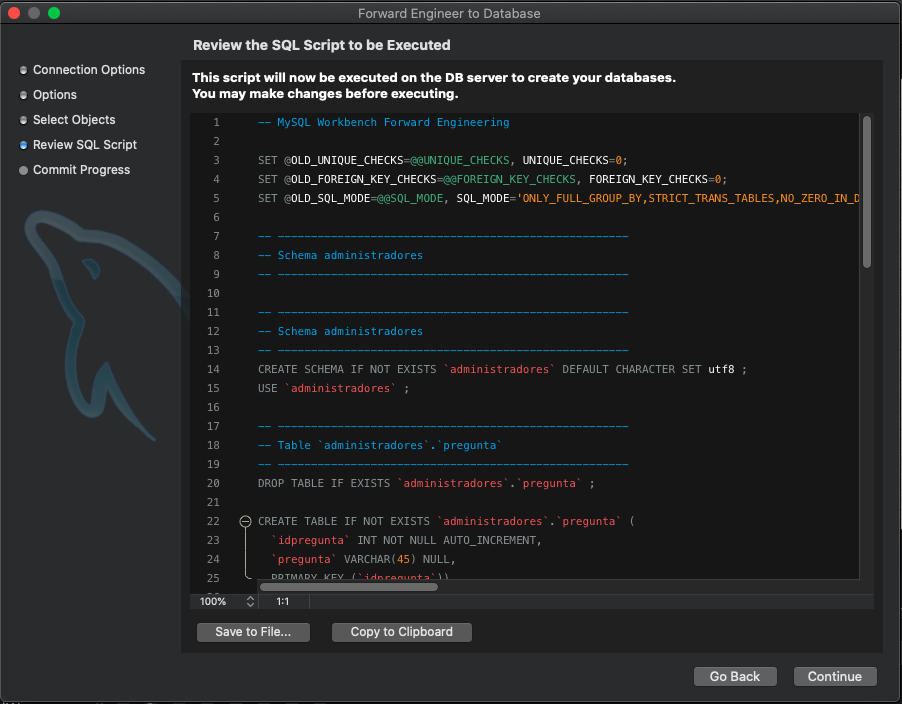 Forward Engineer to Database
Connection Options
Options
Select Objects
Review SQL Script
Commit Progress
Review the SQL Script to be Executed
This script will now be executed on the DB server to create your databases.
You may make changes before executing.
1 -- MySQL Workbench Forward Engineering
2
3 SET @OLD_UNIQUE_CHECKS=@@UNIQUE_CHECKS, UNIQUE_CHECKS=0;
4 SET @OLD_FOREIGN_KEY_CHECKS=@@FOREIGN_KEY_CHECKS, FOREIGN_KEY_CHECKS=0;
5 SET @OLD_SQL_MODE=@@SQL_MODE, SQL_MODE='ONLY_FULL_GROUP_BY,STRICT_TRANS_TABLES,NO_ZERO_IN_D
6
7 -- -----------------------------------------------------
8 -- Schema administradores
9 -- -----------------------------------------------------
10
11 -- -----------------------------------------------------
12 -- Schema administradores
13 -- -----------------------------------------------------
14 CREATE SCHEMA IF NOT EXISTS `administradores` DEFAULT CHARACTER SET utf8 ;
15 USE `administradores` ;
16
17 -- -----------------------------------------------------
18 -- Table `administradores`.`pregunta`
19 -- -----------------------------------------------------
20 DROP TABLE IF EXISTS `administradores`.`pregunta` ;
21
22 CREATE TABLE IF NOT EXISTS `administradores`.`pregunta` (
23 `idpregunta` INT NOT NULL AUTO_INCREMENT,
24 `pregunta` VARCHAR(45) NULL,
25 PRIMARY KEY (`idpregunta`))
100% 1:1
Save to File... Copy to Clipboard
Go Back Continue